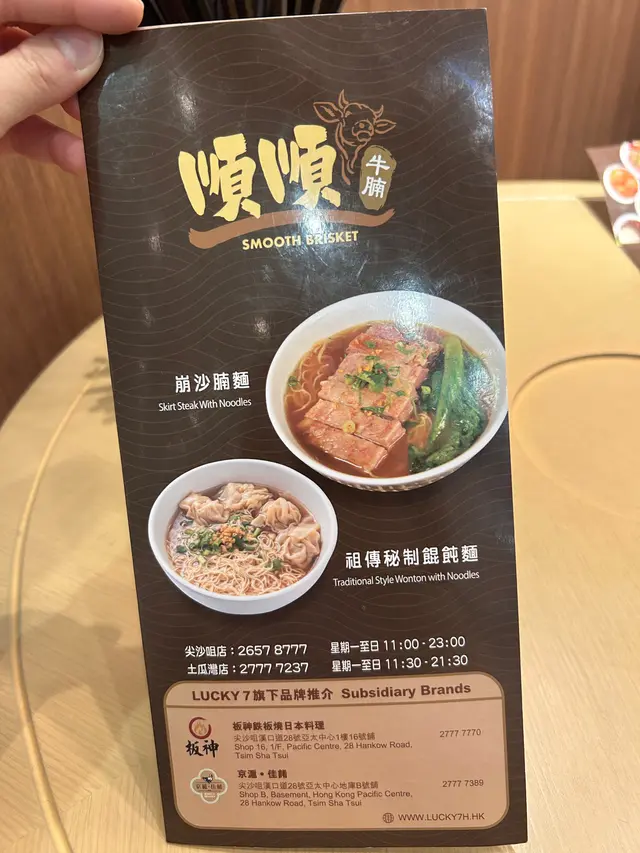 順順
牛腩
SMOOTH BRISKET
崩沙腩麵
Skirt Steak With Noodles
祖傳秘制餛飩麵
Traditional Style Wonton with Noodles
尖沙咀店：2657 8777 星期一至日 11:00 - 23:00
土瓜灣店：2777 7237 星期一至日 11:30 - 21:30
LUCKY 7 旗下品牌推介 Subsidiary Brands
板神
板神鉄板燒日本料理
尖沙咀漢口道28號亞太中心1樓16號舖 2777 7770
Shop 16, 1/F, Pacific Centre, 28 Hankow Road,
Tsim Sha Tsui
京滬・佳餚
京滬・佳餚
尖沙咀漢口道28號亞太中心地庫B號舖 2777 7389
Shop B, Basement, Hong Kong Pacific Centre,
28 Hankow Road, Tsim Sha Tsui
WWW.LUCKY7H.HK